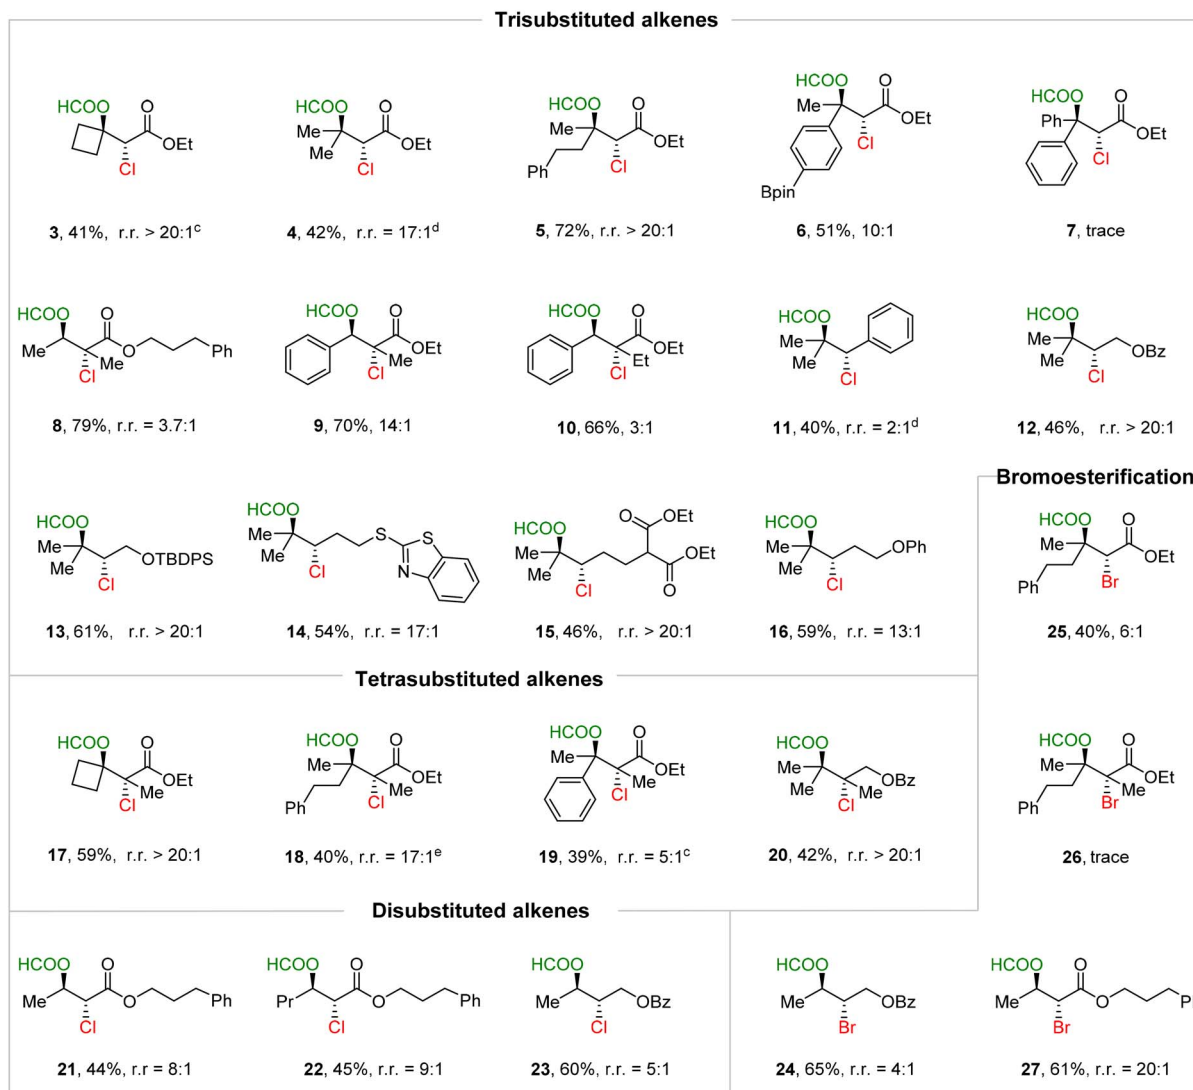 Trisubstituted alkenes
HCOO O OEt Cl
3, 41%, r.r. > 20:1c
HCOO O Me Me OEt Cl
4, 42%, r.r. = 17:1d
HCOO O Me OEt Cl Ph
5, 72%, r.r. > 20:1
HCOO O Me OEt Cl Bpin
6, 51%, 10:1
HCOO O Ph OEt Cl
7, trace
HCOO O Me O Ph Me Cl
8, 79%, r.r. = 3.7:1
HCOO O OEt Me Cl
9, 70%, 14:1
HCOO O OEt Et Cl
10, 66%, 3:1
HCOO Me Me Cl
11, 40%, r.r. = 2:1d
HCOO Me Me OBz Cl
12, 46%, r.r. > 20:1
HCOO Me Me OTBDPS Cl
13, 61%, r.r. > 20:1
HCOO Me Me S S N Cl
14, 54%, r.r. = 17:1
HCOO O OEt Me Me OEt O Cl
15, 46%, r.r. > 20:1
HCOO Me Me OPh Cl
16, 59%, r.r. = 13:1
Bromoesterification
HCOO O Me OEt Br Ph
25, 40%, 6:1
Tetrasubstituted alkenes
HCOO O OEt Me Cl
17, 59%, r.r. > 20:1
HCOO O Me OEt Me Cl Ph
18, 40%, r.r. = 17:1e
HCOO O Me OEt Me Cl
19, 39%, r.r. = 5:1c
HCOO Me Me OBz Me Cl
20, 42%, r.r. > 20:1
HCOO O Me OEt Me Br Ph
26, trace
Disubstituted alkenes
HCOO O Me O Ph Cl
21, 44%, r.r = 8:1
HCOO O Pr O Ph Cl
22, 45%, r.r. = 9:1
HCOO Me OBz Cl
23, 60%, r.r. = 5:1
HCOO Me OBz Br
24, 65%, r.r. = 4:1
HCOO O Me O Br
27, 61%, r.r. = 20:1